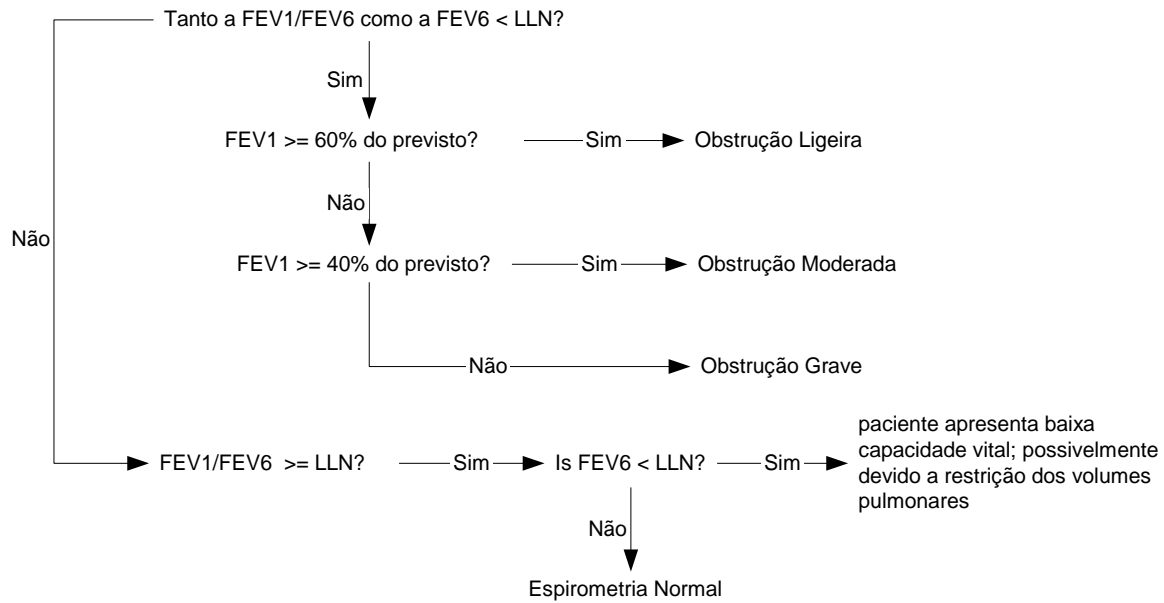 Tanto a FEV1/FEV6 como a FEV6 < LLN?
Sim
FEV1 >= 60% do previsto?
Sim
Obstrução Ligeira
Não
Não
FEV1 >= 40% do previsto?
Sim
Obstrução Moderada
Não
Obstrução Grave
FEV1/FEV6 >= LLN?
Sim
Is FEV6 < LLN?
Sim
paciente apresenta baixa
capacidade vital; possivelmente
devido a restrição dos volumes
pulmonares
Não
Espirometria Normal